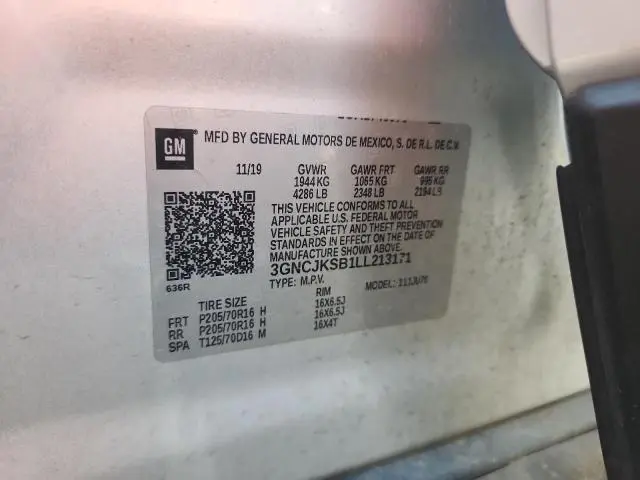 GM
MFD BY GENERAL MOTORS DE MEXICO, S. DE R.L. DE C.V.
11/19 GVWR GAWR FRT GAWR RR
1944 KG 1065 KG 995 KG
4286 LB 2348 LB 2194 LB
THIS VEHICLE CONFORMS TO ALL
APPLICABLE U.S. FEDERAL MOTOR
VEHICLE SAFETY AND THEFT PREVENTION
STANDARDS IN EFFECT ON THE DATE OF
MANUFACTURE SHOWN ABOVE.
3GNCJKSB1LL213171
636R
TYPE: M.P.V. MODEL: 1JU76
TIRE SIZE RIM
FRT P205/70R16 H 16X6.5J
RR P205/70R16 H 16X6.5J
SPA T125/70D16 M 16X4T